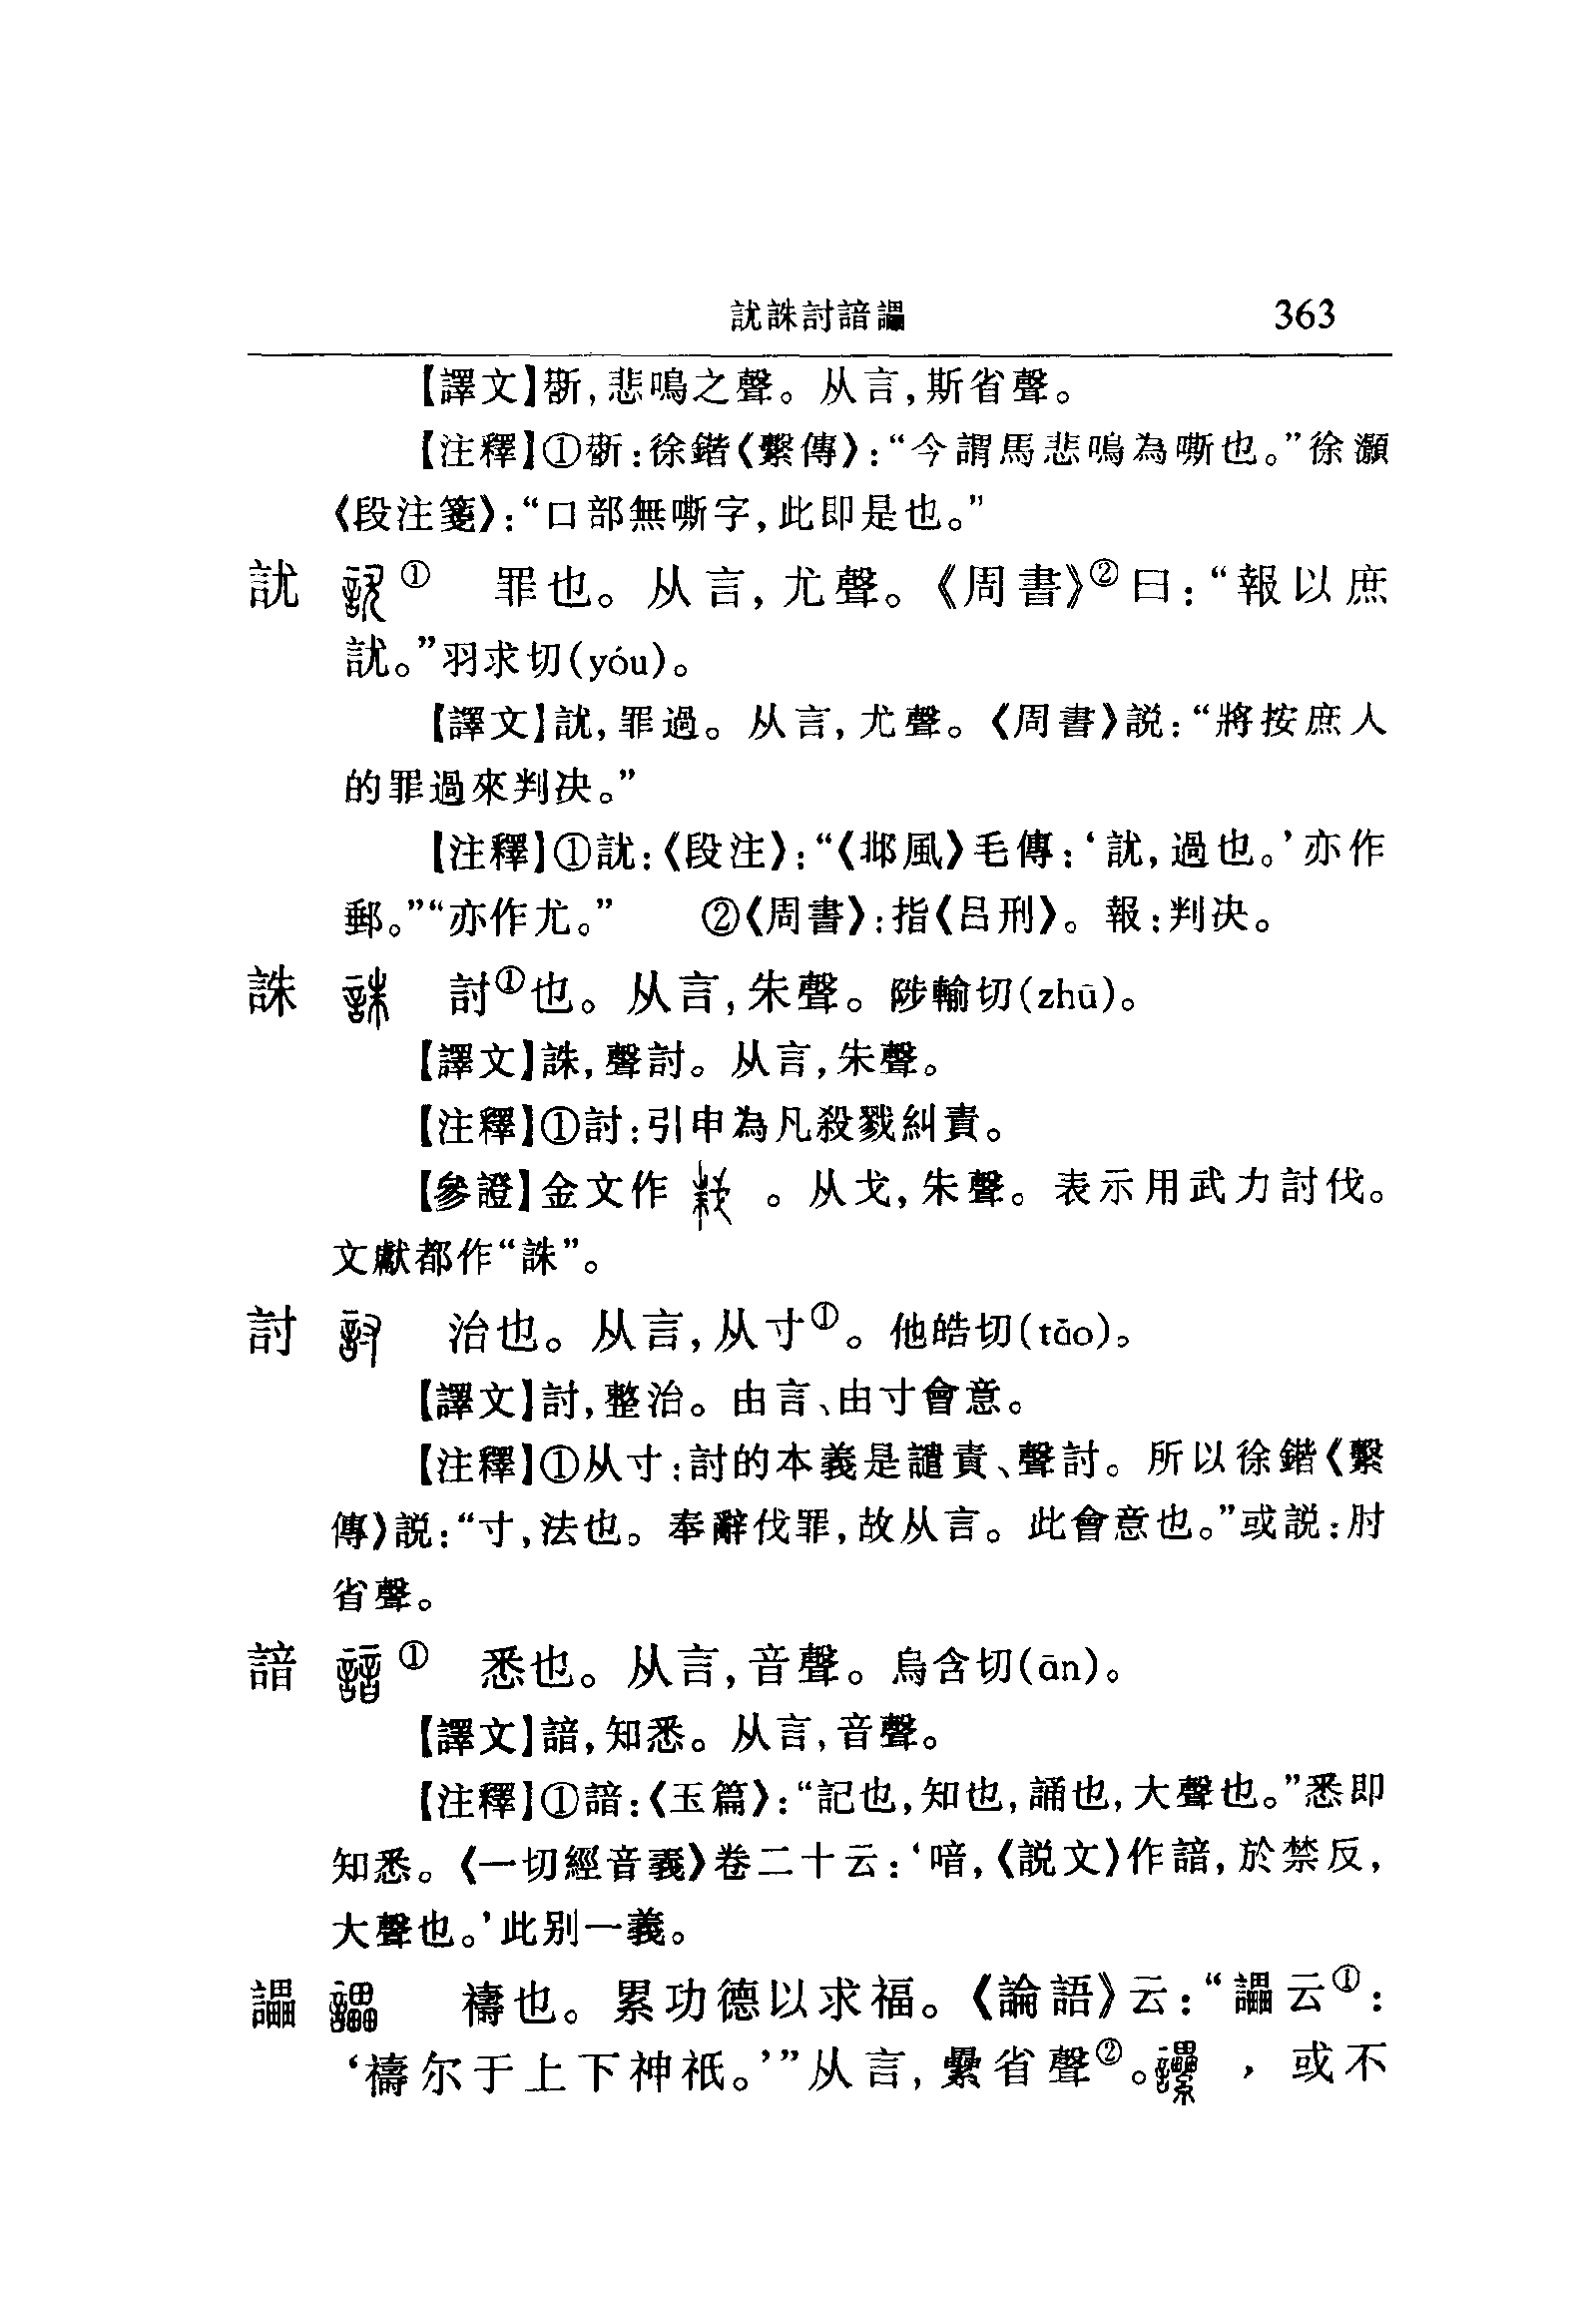 訧誅討諳讄 363
【譯文】㪿,悲鳴之聲。从言,斯省聲。
【注釋】①㪿:徐鍇《繫傳》:“今謂馬悲鳴為嘶也。”徐灝
《段注箋》:“口部無嘶字,此即是也。”
訧 ① 罪也。从言,尤聲。《周書》②曰:“報以庶
訧。”羽求切(yóu)。
【譯文】訧,罪過。从言,尤聲。《周書》説:“將按庶人
的罪過來判决。”
【注釋】①訧:《段注》:“《邶風》毛傳:‘訧,過也。’亦作
郵。”“亦作尤。” ②《周書》:指《吕刑》。報:判决。
誅 討①也。从言,朱聲。陟輸切(zhū)。
【譯文】誅,聲討。从言,朱聲。
【注釋】①討:引申為凡殺戮糾責。
【參證】金文作 。从戈,朱聲。表示用武力討伐。
文獻都作“誅”。
討 治也。从言,从寸①。他皓切(tǎo)。
【譯文】討,整治。由言、由寸會意。
【注釋】①从寸:討的本義是譴責、聲討。所以徐鍇《繫
傳》説:“寸,法也。奉辭伐罪,故从言。此會意也。”或説:肘
省聲。
諳 ① 悉也。从言,音聲。烏含切(ān)。
【譯文】諳,知悉。从言,音聲。
【注釋】①諳:《玉篇》:“記也,知也,誦也,大聲也。”悉即
知悉。《一切經音義》卷二十云:‘喑,《説文》作諳,於禁反,
大聲也。’此别一義。
讄 禱也。累功德以求福。《論語》云:“讄云①:
‘禱尔于上下神祇。’”从言,纍省聲②。 ,或不